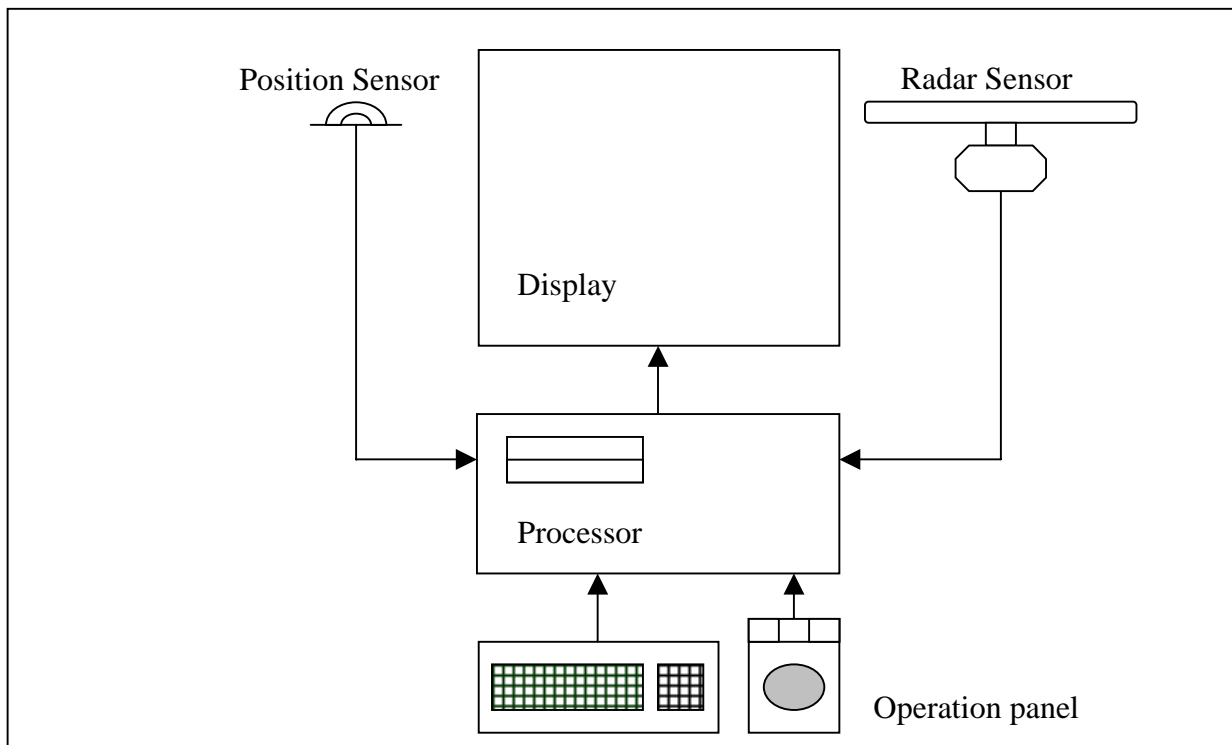 Position Sensor
Radar Sensor
Display
Processor
Operation panel